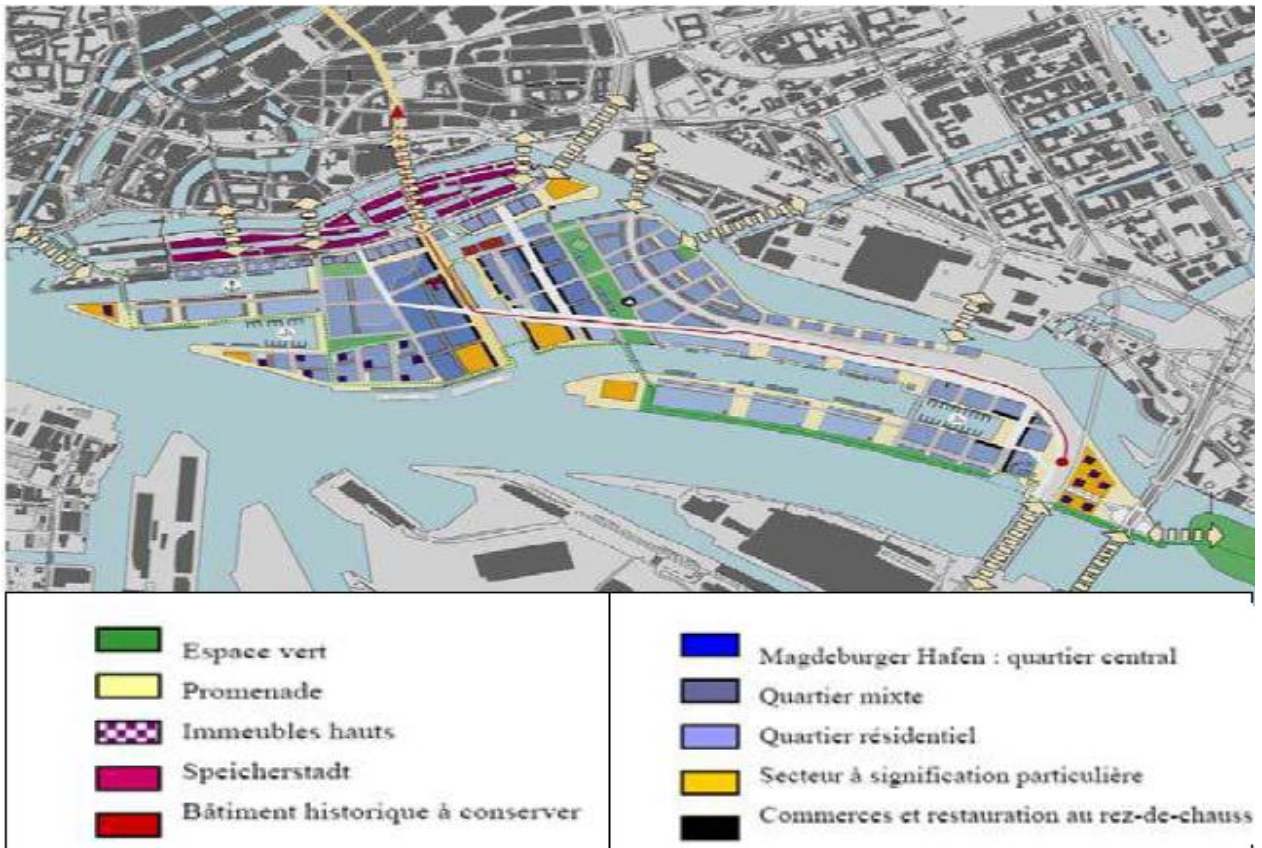 Espace vert
Promenade
Immeubles hauts
Speicherstadt
Bâtiment historique à conserver
Magdeburger Hafen : quartier central
Quartier mixte
Quartier résidentiel
Secteur à signification particulière
Commerces et restauration au rez-de-chauss